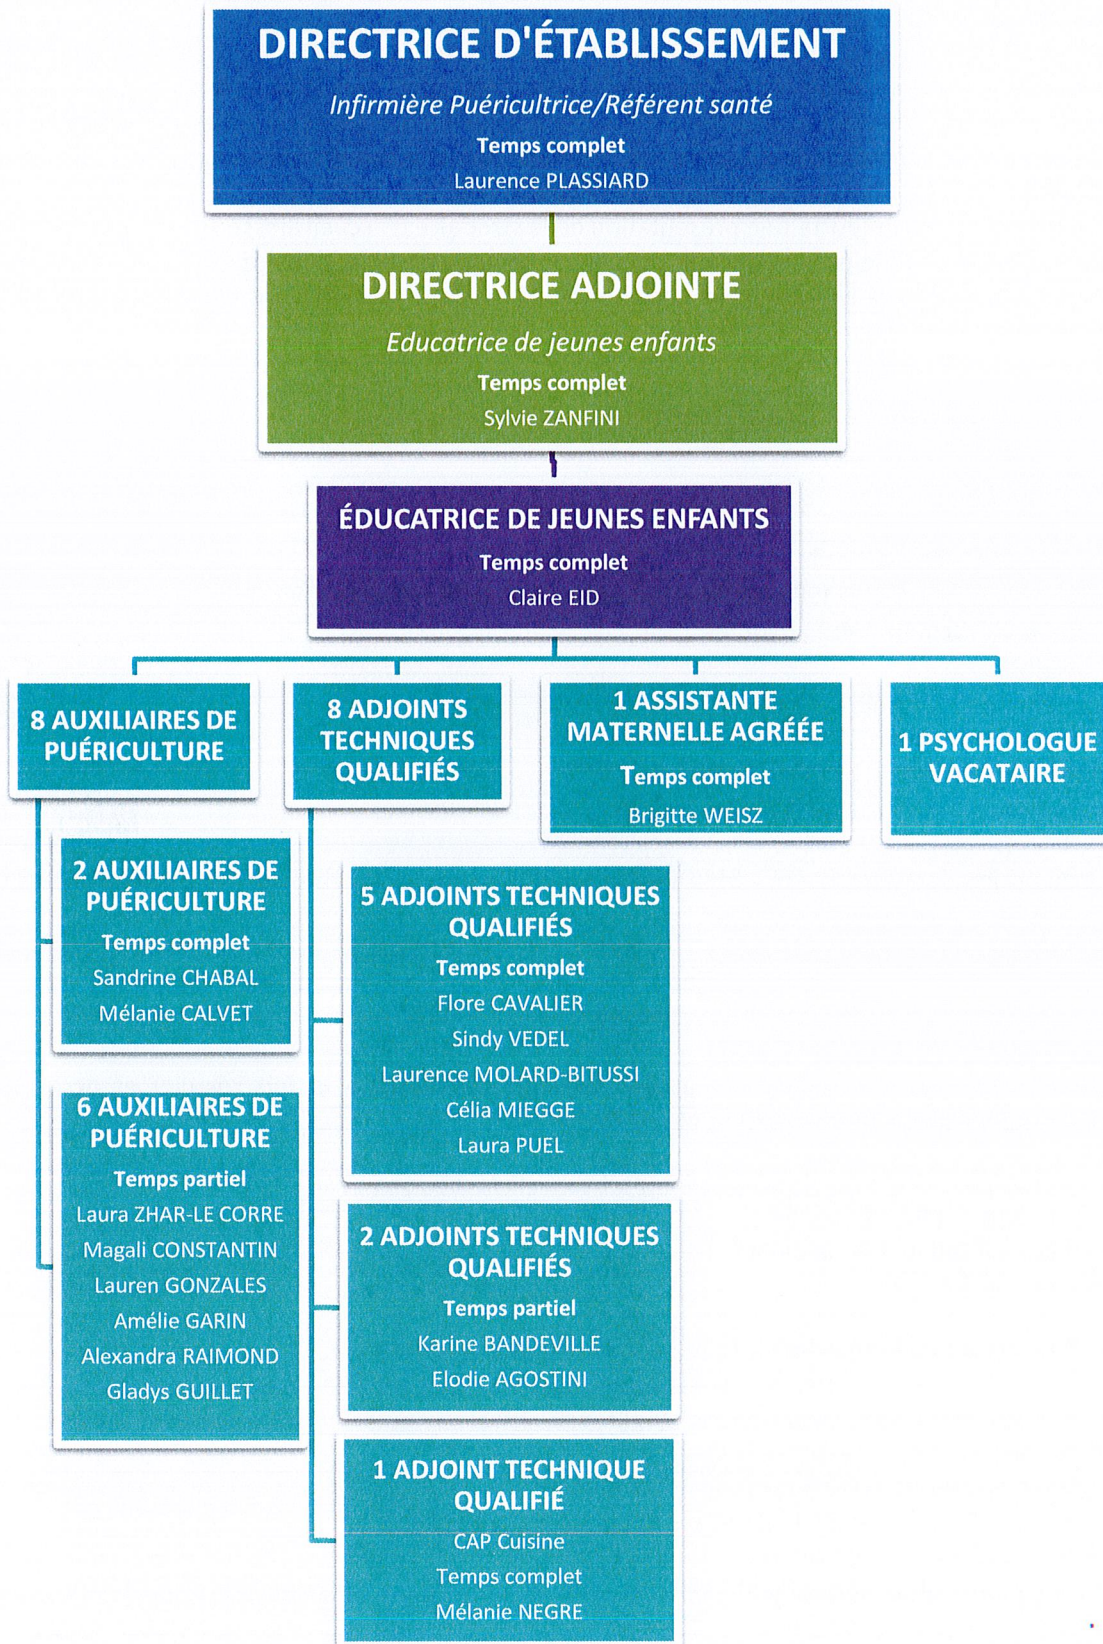 DIRECTRICE D'ÉTABLISSEMENT
Infirmière Puéricultrice/Référent santé
Temps complet
Laurence PLASSIARD
DIRECTRICE ADJOINTE
Educatrice de jeunes enfants
Temps complet
Sylvie ZANFINI
ÉDUCATRICE DE JEUNES ENFANTS
Temps complet
Claire EID
8 AUXILIAIRES DE
PUÉRICULTURE
2 AUXILIAIRES DE
PUÉRICULTURE
Temps complet
Sandrine CHABAL
Mélanie CALVET
6 AUXILIAIRES DE
PUÉRICULTURE
Temps partiel
Laura ZHAR-LE CORRE
Magali CONSTANTIN
Lauren GONZALES
Amélie GARIN
Alexandra RAIMOND
Gladys GUILLET
8 ADJOINTS
TECHNIQUES
QUALIFIÉS
5 ADJOINTS TECHNIQUES
QUALIFIÉS
Temps complet
Flore CAVALIER
Sindy VEDEL
Laurence MOLARD-BITUSSI
Célia MIEGGE
Laura PUEL
2 ADJOINTS TECHNIQUES
QUALIFIÉS
Temps partiel
Karine BANDEVILLE
Elodie AGOSTINI
1 ADJOINT TECHNIQUE
QUALIFIÉ
CAP Cuisine
Temps complet
Mélanie NEGRE
1 ASSISTANTE
MATERNELLE AGRÉÉE
Temps complet
Brigitte WEISZ
1 PSYCHOLOGUE
VACATAIRE